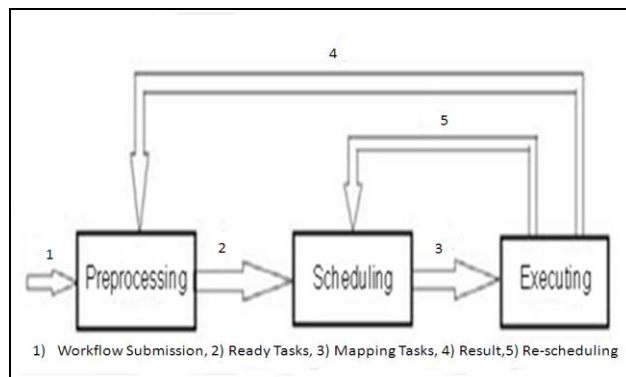 4
5
1
2
3
Preprocessing
Scheduling
Executing
1) Workflow Submission, 2) Ready Tasks, 3) Mapping Tasks, 4) Result,5) Re-scheduling